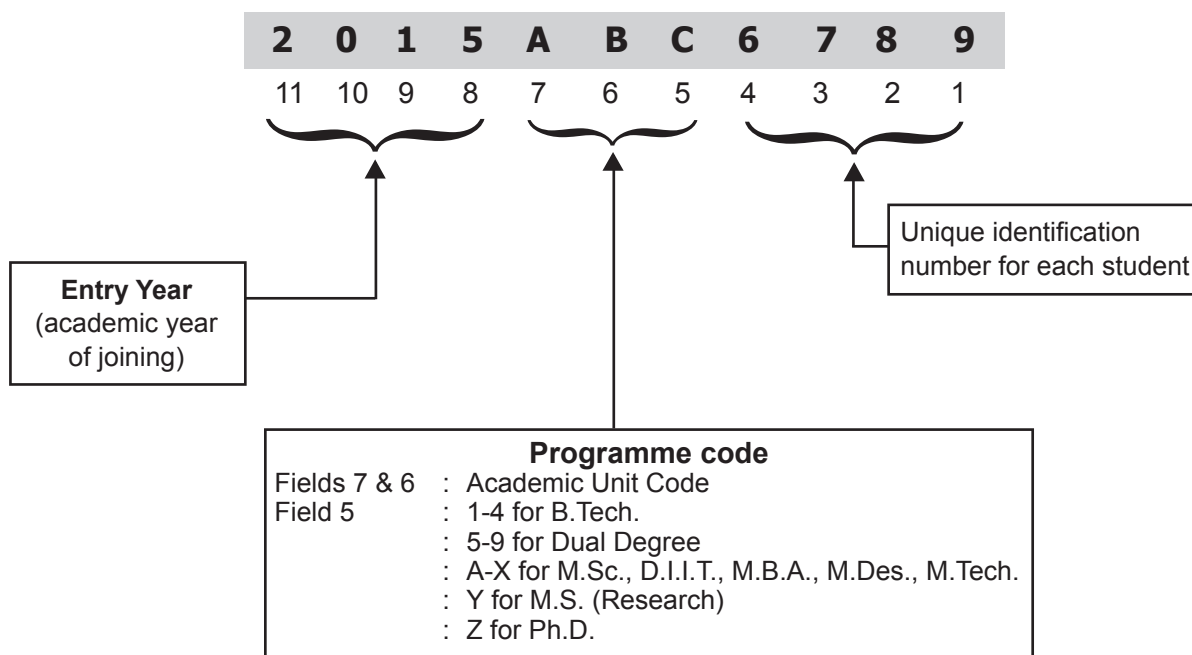 2 0 1 5 A B C 6 7 8 9
11 10 9 8 7 6 5 4 3 2 1
Unique identification
number for each student
Entry Year
(academic year
of joining)
Programme code
Fields 7 & 6 : Academic Unit Code
Field 5 : 1-4 for B.Tech.
: 5-9 for Dual Degree
: A-X for M.Sc., D.I.I.T., M.B.A., M.Des., M.Tech.
: Y for M.S. (Research)
: Z for Ph.D.